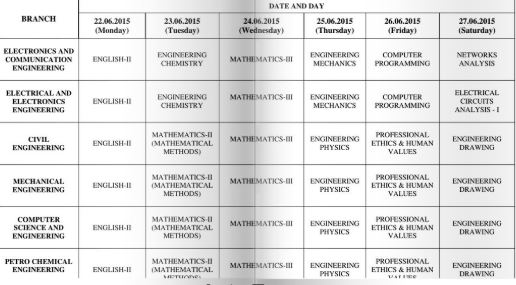 DATE AND DAY
BRANCH
22.06.2015 (Monday)
23.06.2015 (Tuesday)
24.06.2015 (Wednesday)
25.06.2015 (Thursday)
26.06.2015 (Friday)
27.06.2015 (Saturday)
ELECTRONICS AND COMMUNICATION ENGINEERING
ENGLISH-II
ENGINEERING CHEMISTRY
MATHEMATICS-III
ENGINEERING MECHANICS
COMPUTER PROGRAMMING
NETWORKS ANALYSIS
ELECTRICAL AND ELECTRONICS ENGINEERING
ENGLISH-II
ENGINEERING CHEMISTRY
MATHEMATICS-III
ENGINEERING MECHANICS
COMPUTER PROGRAMMING
ELECTRICAL CIRCUITS ANALYSIS - I
CIVIL ENGINEERING
ENGLISH-II
MATHEMATICS-II (MATHEMATICAL METHODS)
MATHEMATICS-III
ENGINEERING PHYSICS
PROFESSIONAL ETHICS & HUMAN VALUES
ENGINEERING DRAWING
MECHANICAL ENGINEERING
ENGLISH-II
MATHEMATICS-II (MATHEMATICAL METHODS)
MATHEMATICS-III
ENGINEERING PHYSICS
PROFESSIONAL ETHICS & HUMAN VALUES
ENGINEERING DRAWING
COMPUTER SCIENCE AND ENGINEERING
ENGLISH-II
MATHEMATICS-II (MATHEMATICAL METHODS)
MATHEMATICS-III
ENGINEERING PHYSICS
PROFESSIONAL ETHICS & HUMAN VALUES
ENGINEERING DRAWING
PETRO CHEMICAL ENGINEERING
ENGLISH-II
MATHEMATICS-II (MATHEMATICAL METHODS)
MATHEMATICS-III
ENGINEERING PHYSICS
PROFESSIONAL ETHICS & HUMAN VALUES
ENGINEERING DRAWING